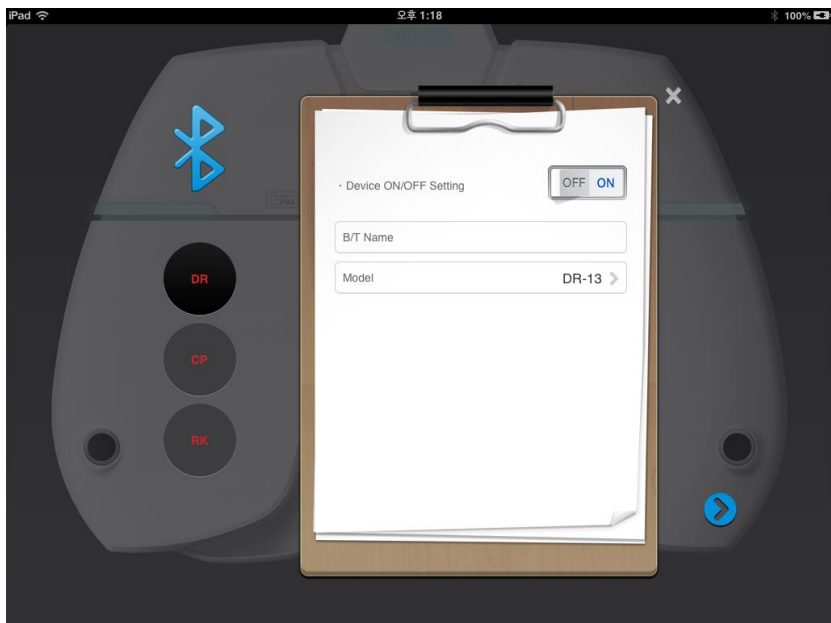 iPad 오후 1:18 100%
· Device ON/OFF Setting OFF ON
B/T Name
Model DR-13
DR
CP
RK